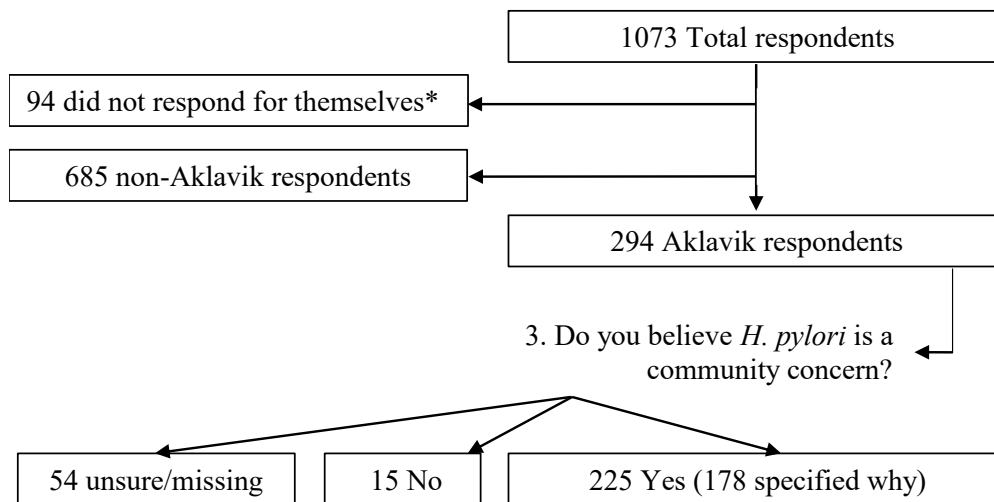 1073 Total respondents
94 did not respond for themselves*
685 non-Aklavik respondents
294 Aklavik respondents
3. Do you believe H. pylori is a
community concern?
54 unsure/missing
15 No
225 Yes (178 specified why)